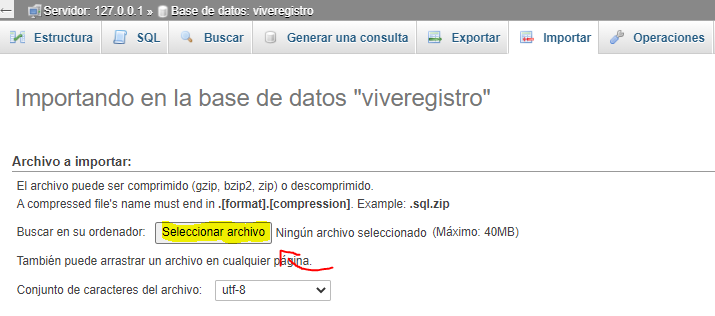 Servidor: 127.0.0.1 » Base de datos: viveregistro
Estructura SQL Buscar Generar una consulta Exportar Importar Operaciones
Importando en la base de datos "viveregistro"
Archivo a importar:
El archivo puede ser comprimido (gzip, bzip2, zip) o descomprimido.
A compressed file's name must end in .[format].[compression]. Example: .sql.zip
Buscar en su ordenador: Seleccionar archivo Ningún archivo seleccionado (Máximo: 40MB)
También puede arrastrar un archivo en cualquier página.
Conjunto de caracteres del archivo: utf-8